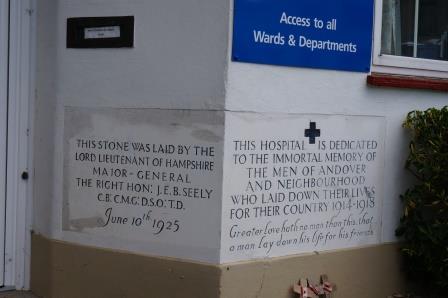 Access to all
Wards & Departments
THIS STONE WAS LAID BY THE
LORD LIEUTENANT OF HAMPSHIRE
MAJOR - GENERAL
THE RIGHT HON: J.E.B. SEELY
C.B. C.M.G. D.S.O. T.D.
June 10th 1925
THIS HOSPITAL IS DEDICATED
TO THE IMMORTAL MEMORY OF
THE MEN OF ANDOVER
AND NEIGHBOURHOOD
WHO LAID DOWN THEIR LIVES
FOR THEIR COUNTRY 1914-1918
Greater Love hath no man than this, that
a man lay down his life for his friends